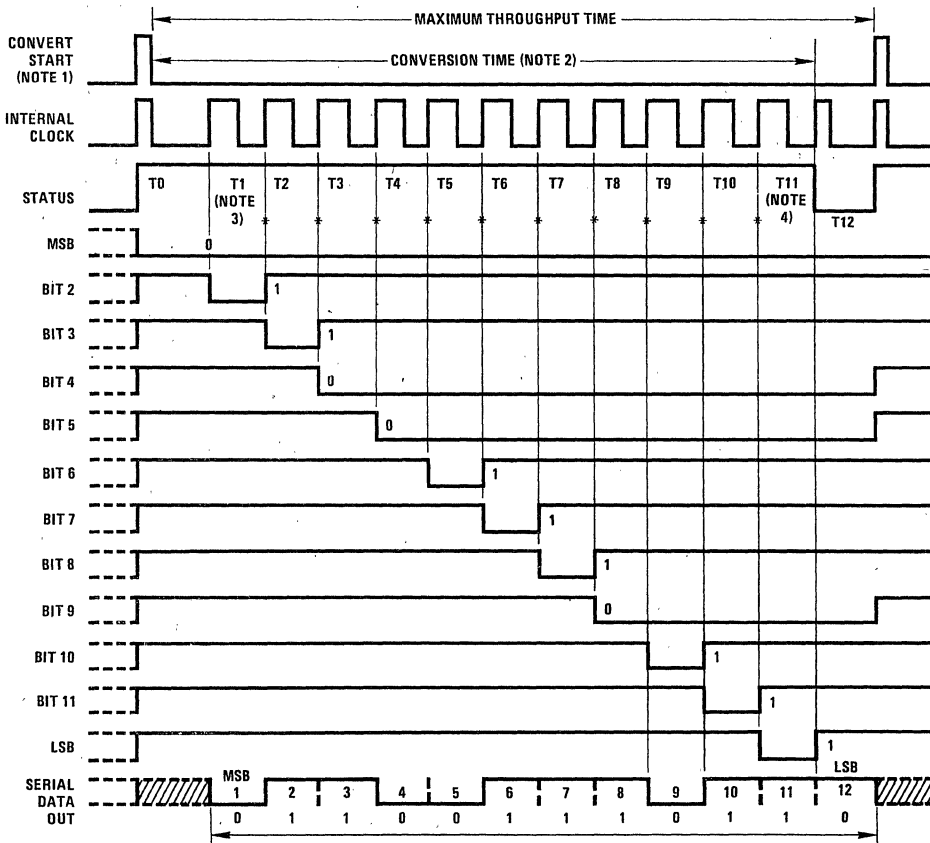 MAXIMUM THROUGHPUT TIME
CONVERT
START
(NOTE 1)
CONVERSION TIME (NOTE 2)
INTERNAL
CLOCK
STATUS
T0 T1 T2 T3 T4 T5 T6 T7 T8 T9 T10 T11
(NOTE 3) (NOTE 4)
* * * * * * * * * *
T12
MSB 0
BIT 2 1
BIT 3 1
BIT 4 0
BIT 5 0
BIT 6 1
BIT 7 1
BIT 8 1
BIT 9 0
BIT 10 1
BIT 11 1
LSB 1
MSB LSB
SERIAL
DATA
OUT
1 2 3 4 5 6 7 8 9 10 11 12
0 1 1 0 0 1 1 1 0 1 1 0